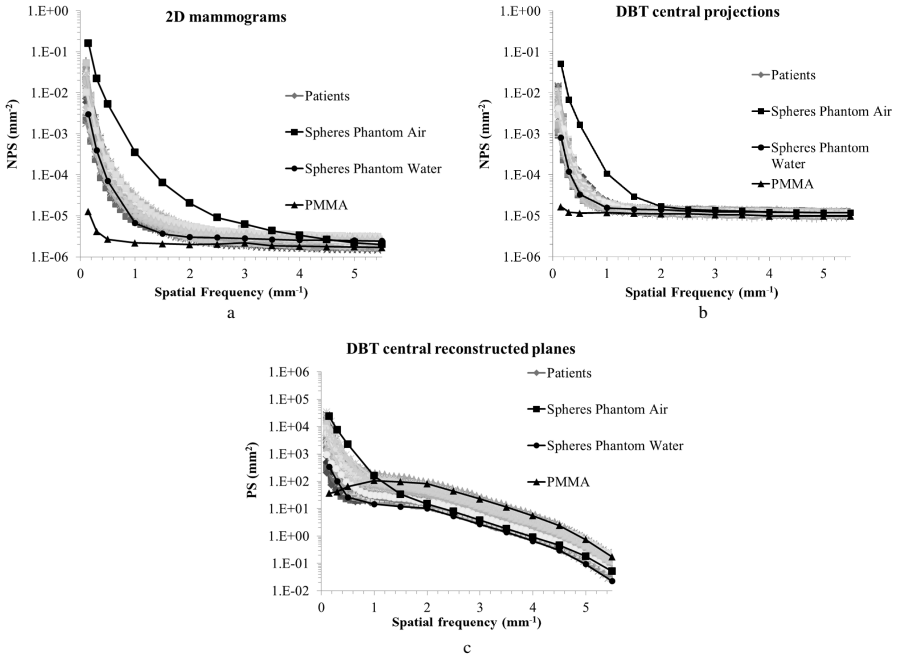 2D mammograms
1.E+00
1.E-01
1.E-02
1.E-03
1.E-04
1.E-05
1.E-06
NPS (mm-2)
0 1 2 3 4 5
Spatial Frequency (mm-1)
Patients
Spheres Phantom Air
Spheres Phantom Water
PMMA
a
DBT central projections
1.E+00
1.E-01
1.E-02
1.E-03
1.E-04
1.E-05
1.E-06
NPS (mm-2)
0 1 2 3 4 5
Spatial Frequency (mm-1)
Patients
Spheres Phantom Air
Spheres Phantom
Water
PMMA
b
DBT central reconstructed planes
1.E+06
1.E+05
1.E+04
1.E+03
1.E+02
1.E+01
1.E+00
1.E-01
1.E-02
PS (mm2)
0 1 2 3 4 5
Spatial frequency (mm-1)
Patients
Spheres Phantom Air
Spheres Phantom Water
PMMA
c